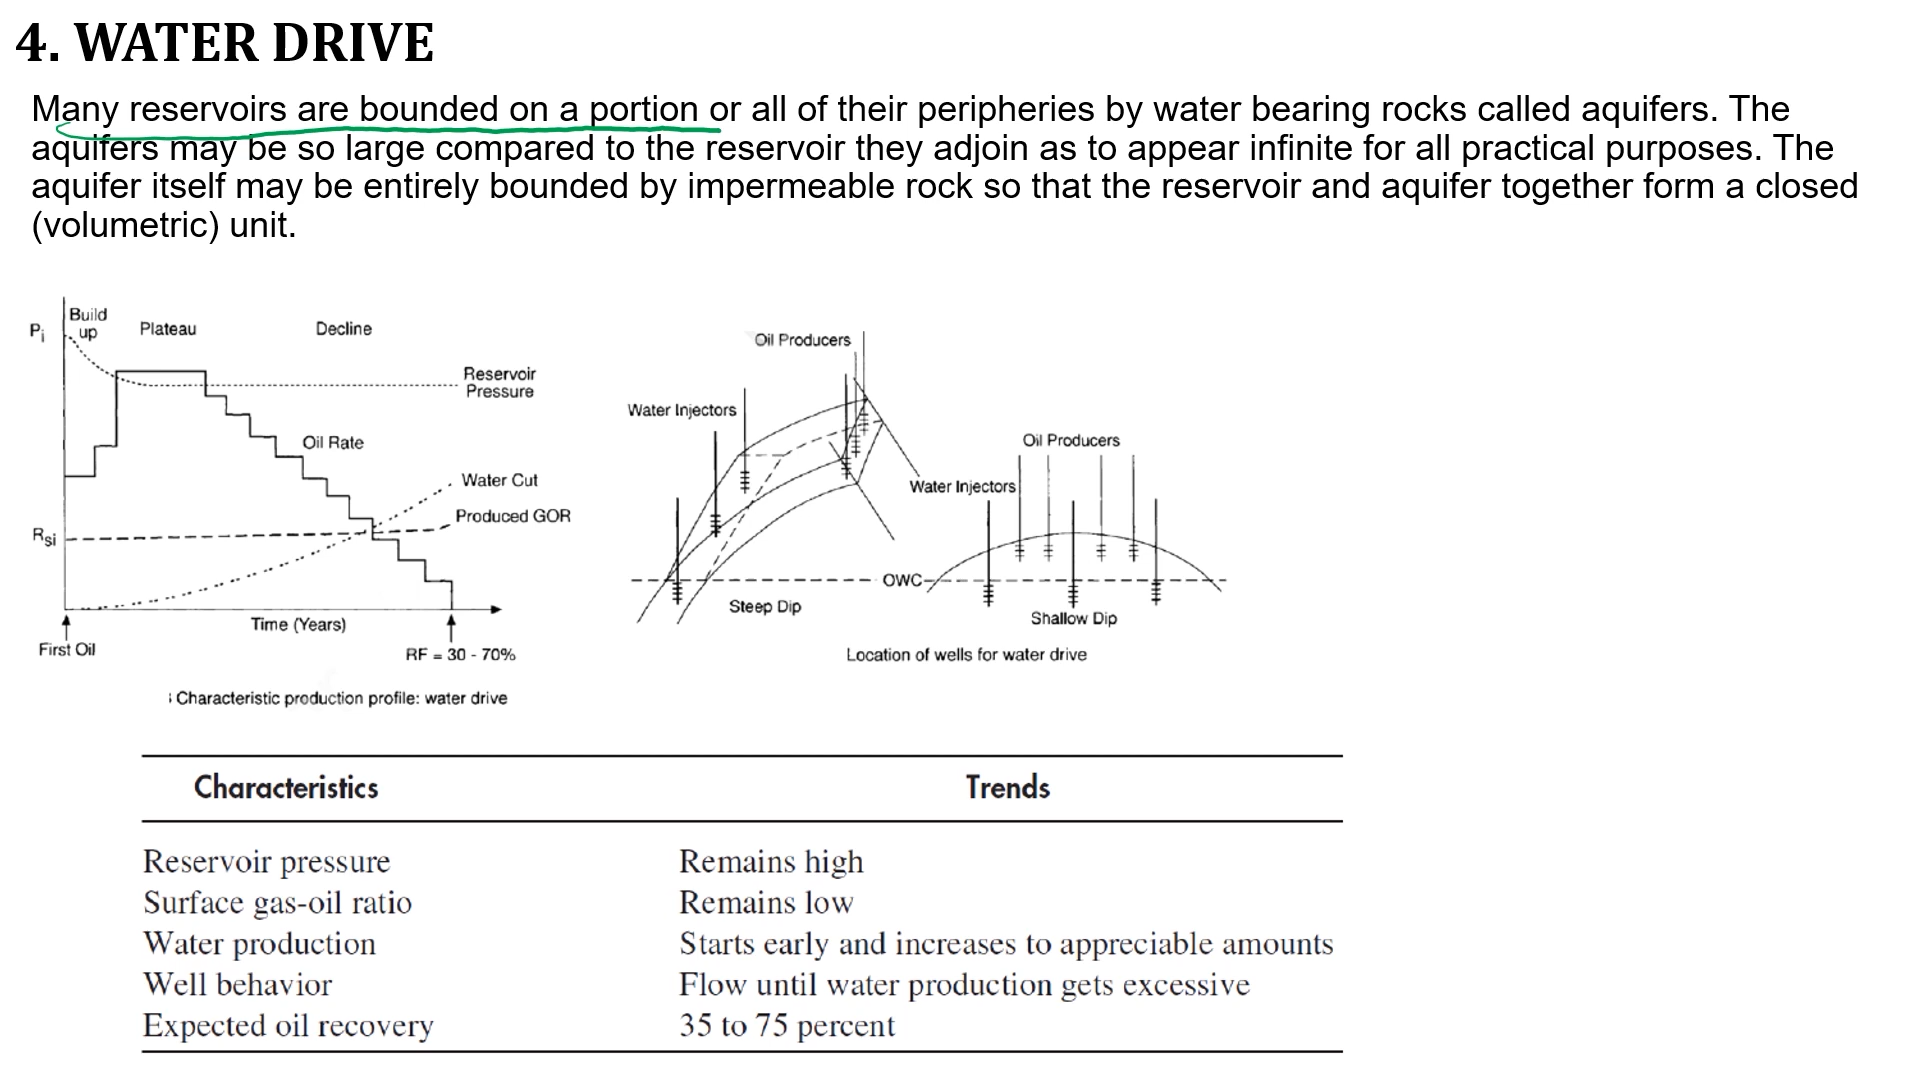 4. WATER DRIVE
Many reservoirs are bounded on a portion or all of their peripheries by water bearing rocks called aquifers. The
aquifers may be so large compared to the reservoir they adjoin as to appear infinite for all practical purposes. The
aquifer itself may be entirely bounded by impermeable rock so that the reservoir and aquifer together form a closed
(volumetric) unit.
Pi
Build
up
Plateau
Decline
Reservoir
Pressure
Oil Rate
Water Cut
Produced GOR
Rsi
Time (Years)
First Oil
RF = 30 - 70%
Characteristic production profile: water drive
Oil Producers
Water Injectors
Oil Producers
Water Injectors
OWC
Steep Dip
Shallow Dip
Location of wells for water drive
Characteristics Trends
Reservoir pressure Remains high
Surface gas-oil ratio Remains low
Water production Starts early and increases to appreciable amounts
Well behavior Flow until water production gets excessive
Expected oil recovery 35 to 75 percent